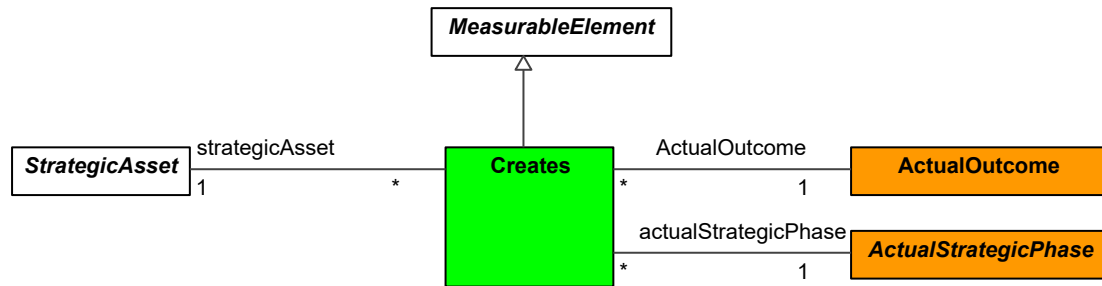 MeasurableElement
strategicAsset
StrategicAsset
1
*
Creates
ActualOutcome
*
1
ActualOutcome
actualStrategicPhase
*
1
ActualStrategicPhase